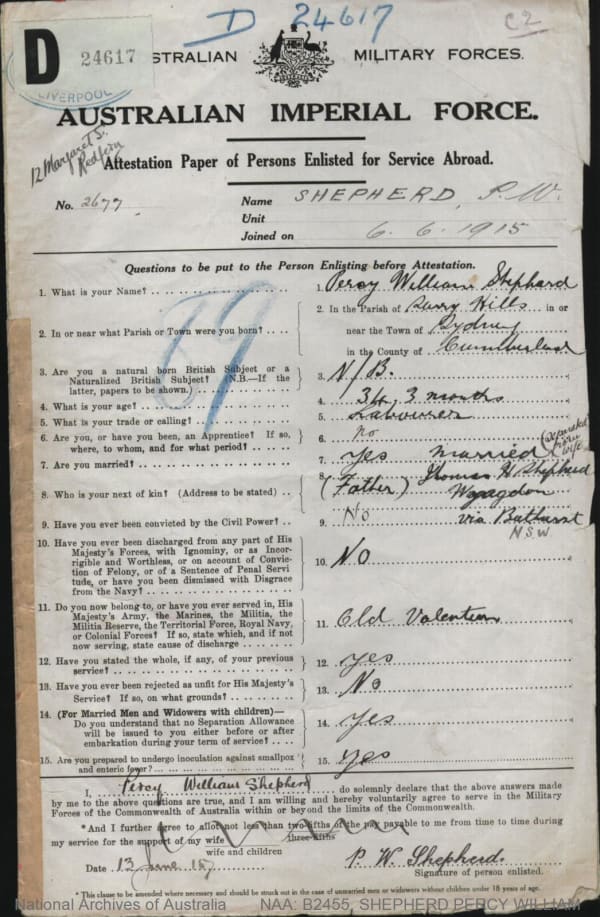 D 24617
C2
D 24617
LIVERPOOL
STRALIAN MILITARY FORCES.
AUSTRALIAN IMPERIAL FORCE.
12 Margaret S.
Redfern
Attestation Paper of Persons Enlisted for Service Abroad.
No. 2677
Name SHEPHERD, P. W.
Unit
Joined on 6. 6. 1915
Questions to be put to the Person Enlisting before Attestation.
1. What is your Name? 1. Percy William Shepherd
2. In or near what Parish or Town were you born? 2. In the Parish of Surry Hills in or
near the Town of Sydney
in the County of Cumberland
3. Are you a natural born British Subject or a
Naturalized British Subject? (N.B.—If the
latter, papers to be shown.) 3. N/B.
4. What is your age? 4. 34, 3 months
5. What is your trade or calling? 5. Labourer
6. Are you, or have you been, an Apprentice? If so,
where, to whom, and for what period? 6. no
7. Are you married? 7. yes married (separated from wife)
8. Who is your next of kin? (Address to be stated) 8. (Father) Thomas H Shepherd
via Bathurst
N.S.W
9. Have you ever been convicted by the Civil Power? 9. No
10. Have you ever been discharged from any part of His
Majesty's Forces, with Ignominy, or as Incor-
rigible and Worthless, or on account of Convic-
tion of Felony, or of a Sentence of Penal Servi-
tude, or have you been dismissed with Disgrace
from the Navy? 10. No
11. Do you now belong to, or have you ever served in, His
Majesty's Army, the Marines, the Militia, the
Militia Reserve, the Territorial Force, Royal Navy,
or Colonial Forces? If so, state which, and if not
now serving, state cause of discharge 11. Old
12. Have you stated the whole, if any, of your previous
service? 12. yes
13. Have you ever been rejected as unfit for His Majesty's
Service? If so, on what grounds? 13. No
14. (For Married Men and Widowers with children)—
Do you understand that no Separation Allowance
will be issued to you either before or after
embarkation during your term of service? 14. yes
15. Are you prepared to undergo inoculation against smallpox
and enteric fever? 15. yes
I, Percy William Shepherd do solemnly declare that the above answers made
by me to the above questions are true, and I am willing and hereby voluntarily agree to serve in the Military
Forces of the Commonwealth of Australia within or beyond the limits of the Commonwealth.
*And I further agree to allot not less than two-fifths of the pay payable to me from time to time during
three-fifths
my service for the support of my wife
wife and children
Date 13 June 15
P. W. Shepherd.
Signature of person enlisted.
*This clause to be amended where necessary and should be struck out in the case of unmarried men or widowers without children under 18 years of age.
National Archives of Australia NAA: B2455, SHEPHERD PERCY WILLIAM